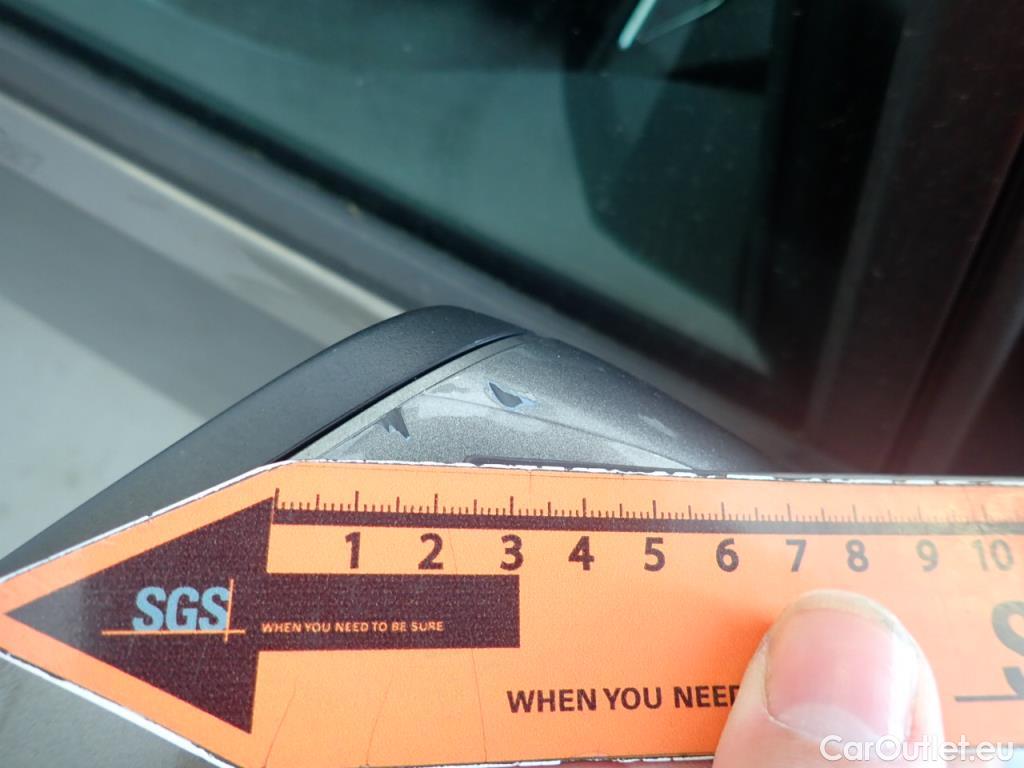 1 2 3 4 5 6 7 8 9 10
SGS
WHEN YOU NEED TO BE SURE
WHEN YOU NEED
CarOutlet.eu